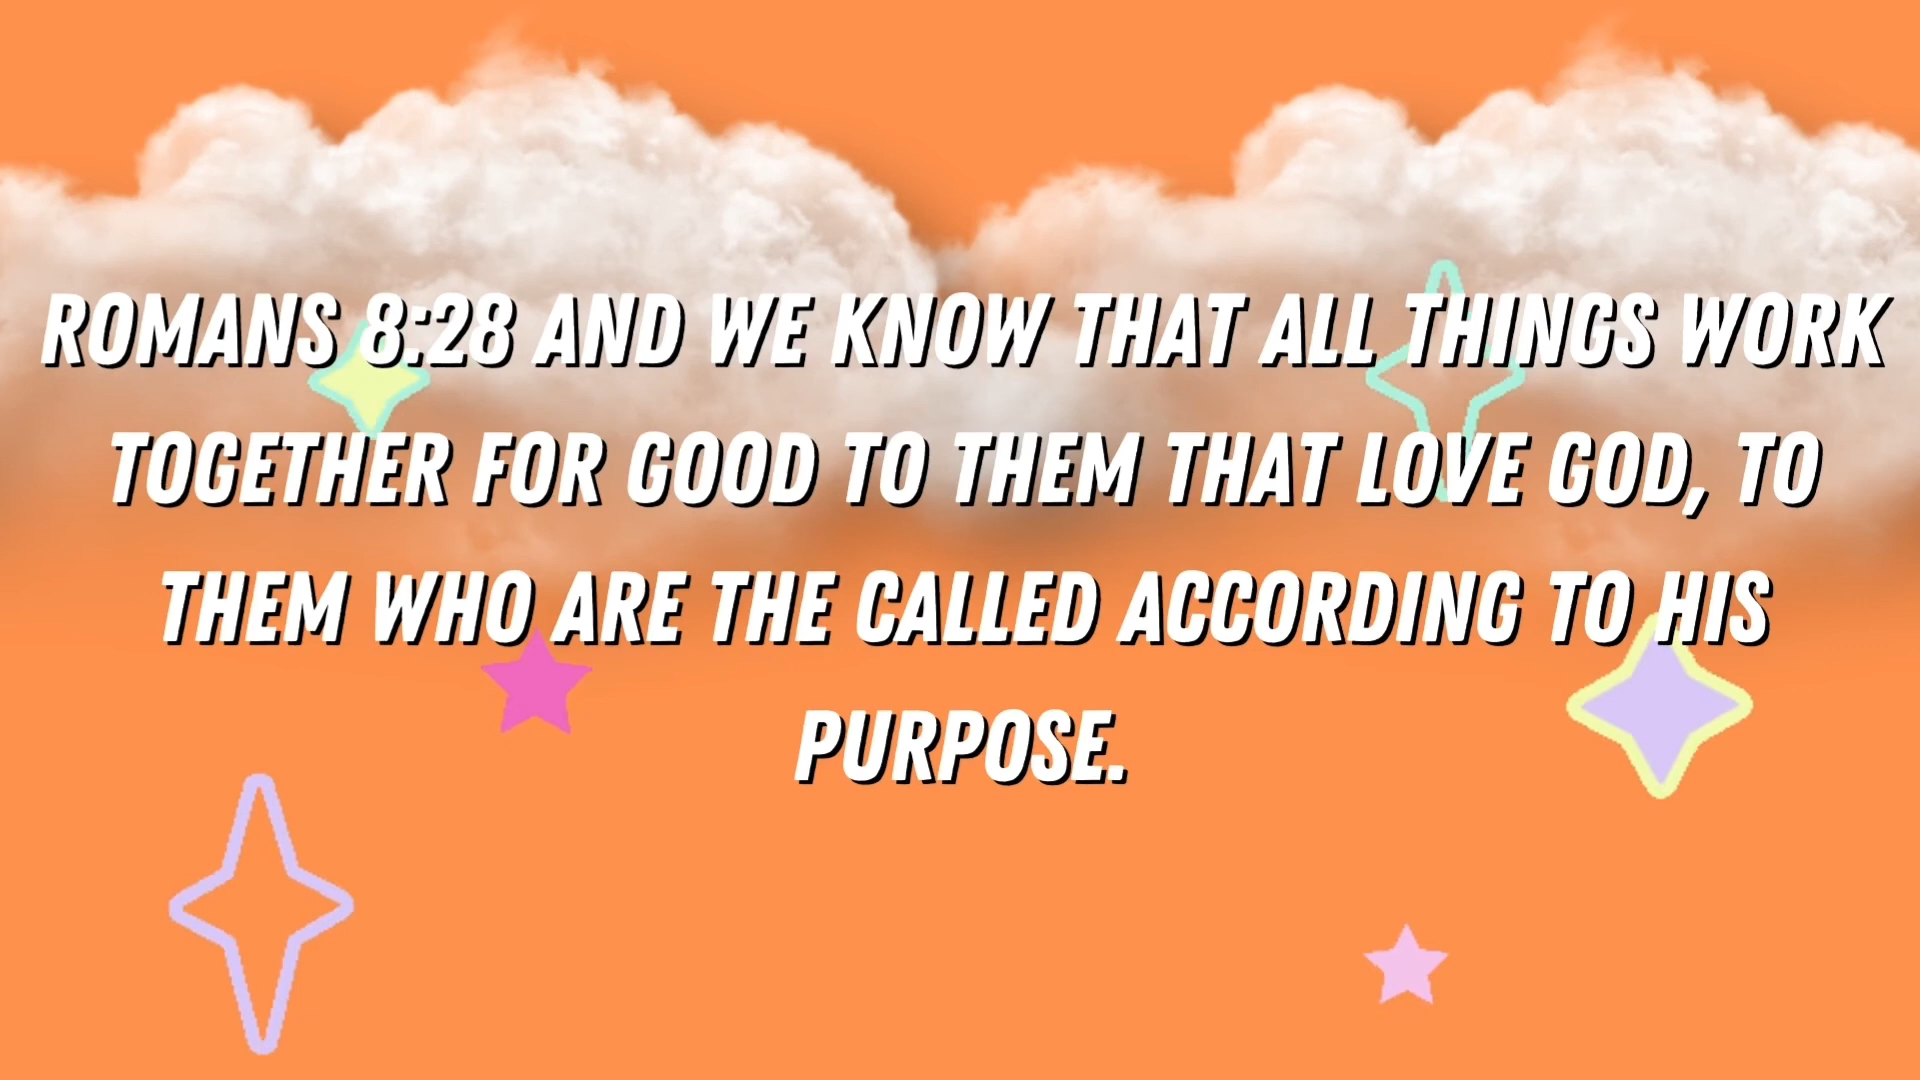 ROMANS 8:28 AND WE KNOW THAT ALL THINGS WORK
TOGETHER FOR GOOD TO THEM THAT LOVE GOD, TO
THEM WHO ARE THE CALLED ACCORDING TO HIS
PURPOSE.